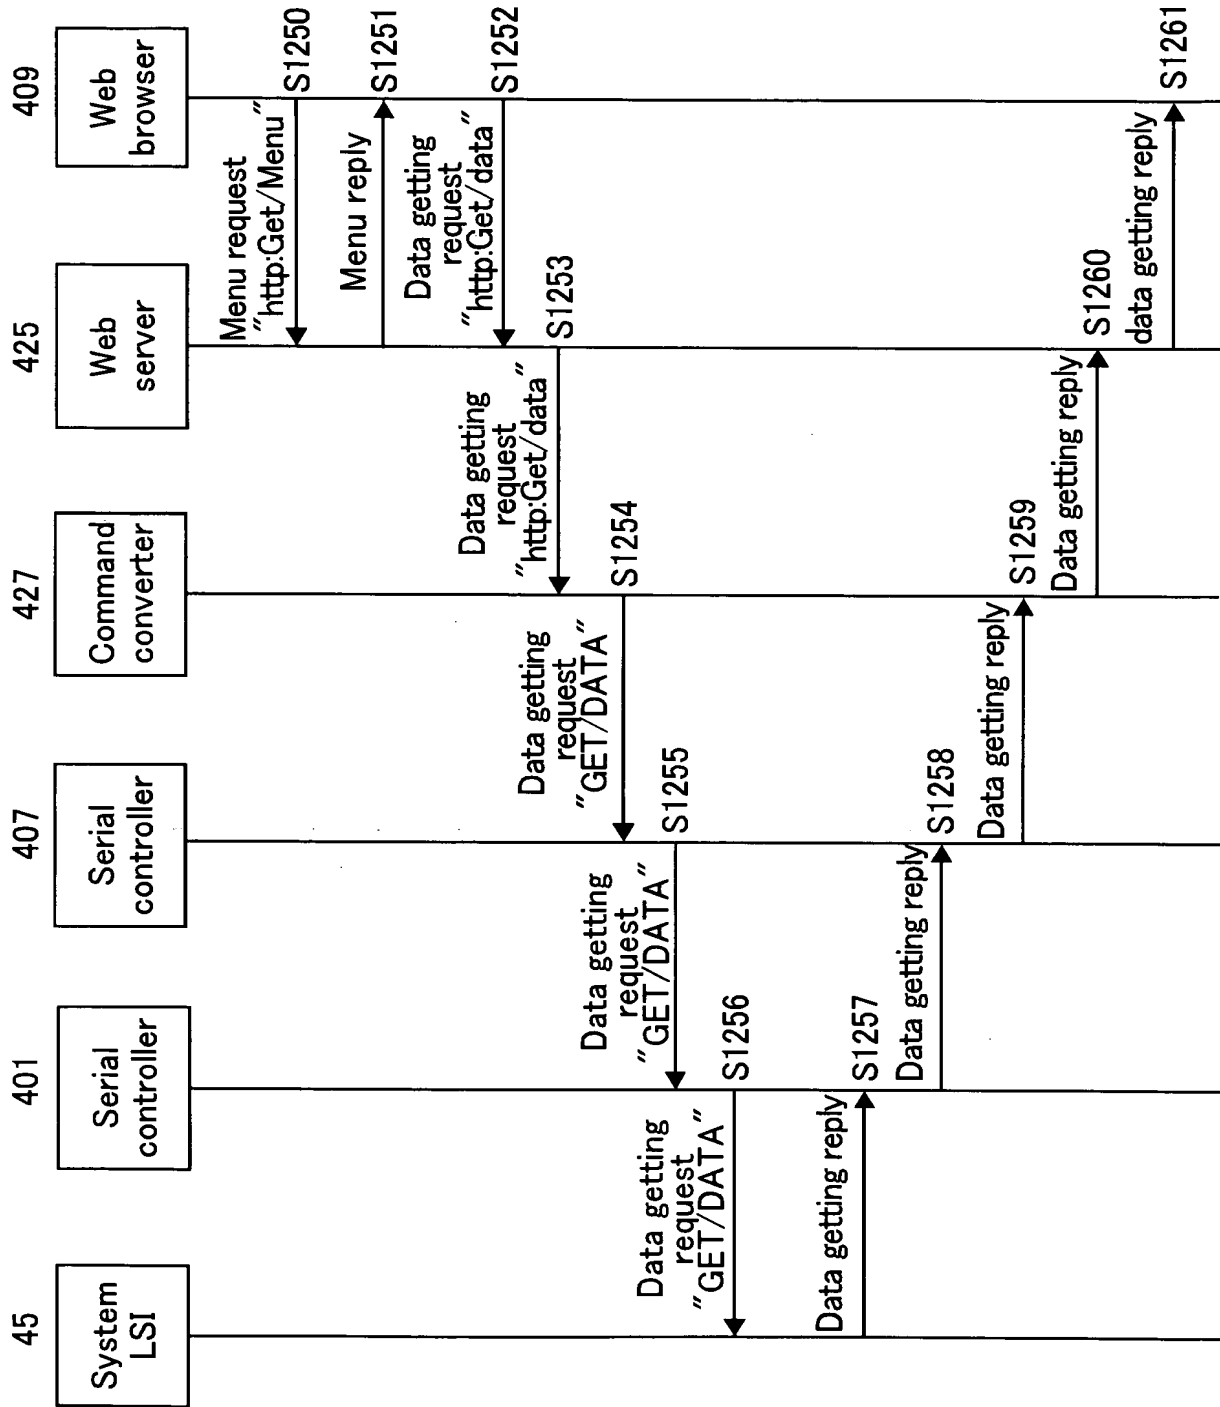 45
System
LSI
401
Serial
controller
407
Serial
controller
427
Command
converter
425
Web
server
409
Web
browser
Menu request
"http:Get/Menu"
S1250
Menu reply
S1251
Data getting
request
"http:Get/data"
S1252
Data getting
request
"http:Get/data"
S1253
Data getting
request
"GET/DATA"
S1254
Data getting
request
"GET/DATA"
S1255
Data getting
request
"GET/DATA"
S1256
Data getting reply
S1257
Data getting reply
S1258
Data getting reply
S1259
Data getting reply
S1260
data getting reply
S1261